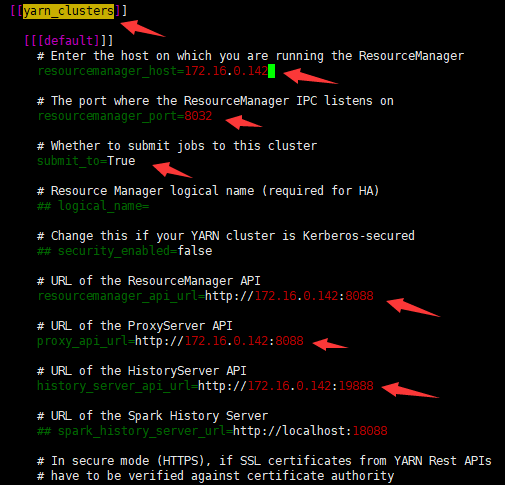 [[yarn_clusters]]
[[[default]]]
# Enter the host on which you are running the ResourceManager
resourcemanager_host=172.16.0.142
# The port where the ResourceManager IPC listens on
resourcemanager_port=8032
# Whether to submit jobs to this cluster
submit_to=True
# Resource Manager logical name (required for HA)
## logical_name=
# Change this if your YARN cluster is Kerberos-secured
## security_enabled=false
# URL of the ResourceManager API
resourcemanager_api_url=http://172.16.0.142:8088
# URL of the ProxyServer API
proxy_api_url=http://172.16.0.142:8088
# URL of the HistoryServer API
history_server_api_url=http://172.16.0.142:19888
# URL of the Spark History Server
## spark_history_server_url=http://localhost:18088
# In secure mode (HTTPS), if SSL certificates from YARN Rest APIs
# have to be verified against certificate authority